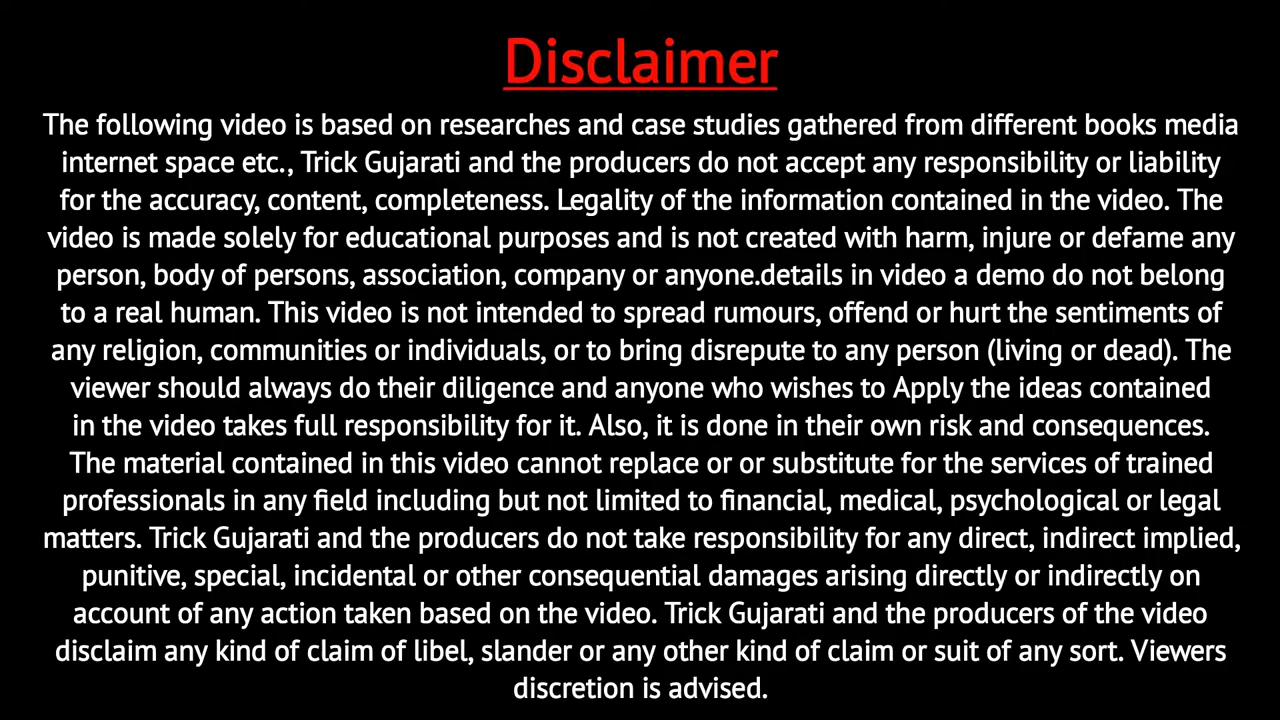 Disclaimer
The following video is based on researches and case studies gathered from different books media
internet space etc., Trick Gujarati and the producers do not accept any responsibility or liability
for the accuracy, content, completeness. Legality of the information contained in the video. The
video is made solely for educational purposes and is not created with harm, injure or defame any
person, body of persons, association, company or anyone.details in video a demo do not belong
to a real human. This video is not intended to spread rumours, offend or hurt the sentiments of
any religion, communities or individuals, or to bring disrepute to any person (living or dead). The
viewer should always do their diligence and anyone who wishes to Apply the ideas contained
in the video takes full responsibility for it. Also, it is done in their own risk and consequences.
The material contained in this video cannot replace or or substitute for the services of trained
professionals in any field including but not limited to financial, medical, psychological or legal
matters. Trick Gujarati and the producers do not take responsibility for any direct, indirect implied,
punitive, special, incidental or other consequential damages arising directly or indirectly on
account of any action taken based on the video. Trick Gujarati and the producers of the video
disclaim any kind of claim of libel, slander or any other kind of claim or suit of any sort. Viewers
discretion is advised.